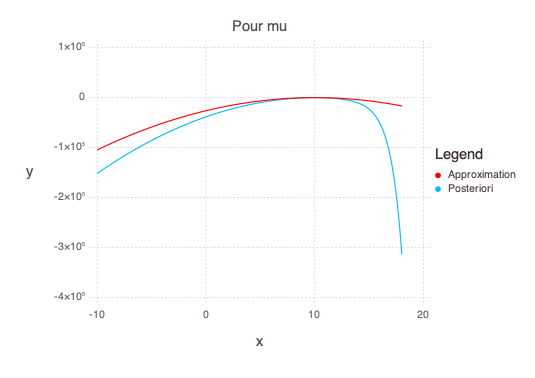 Pour mu
1×10⁵
0
-1×10⁵
-2×10⁵
-3×10⁵
-4×10⁵
y
-10
0
10
20
x
Legend
Approximation
Posteriori